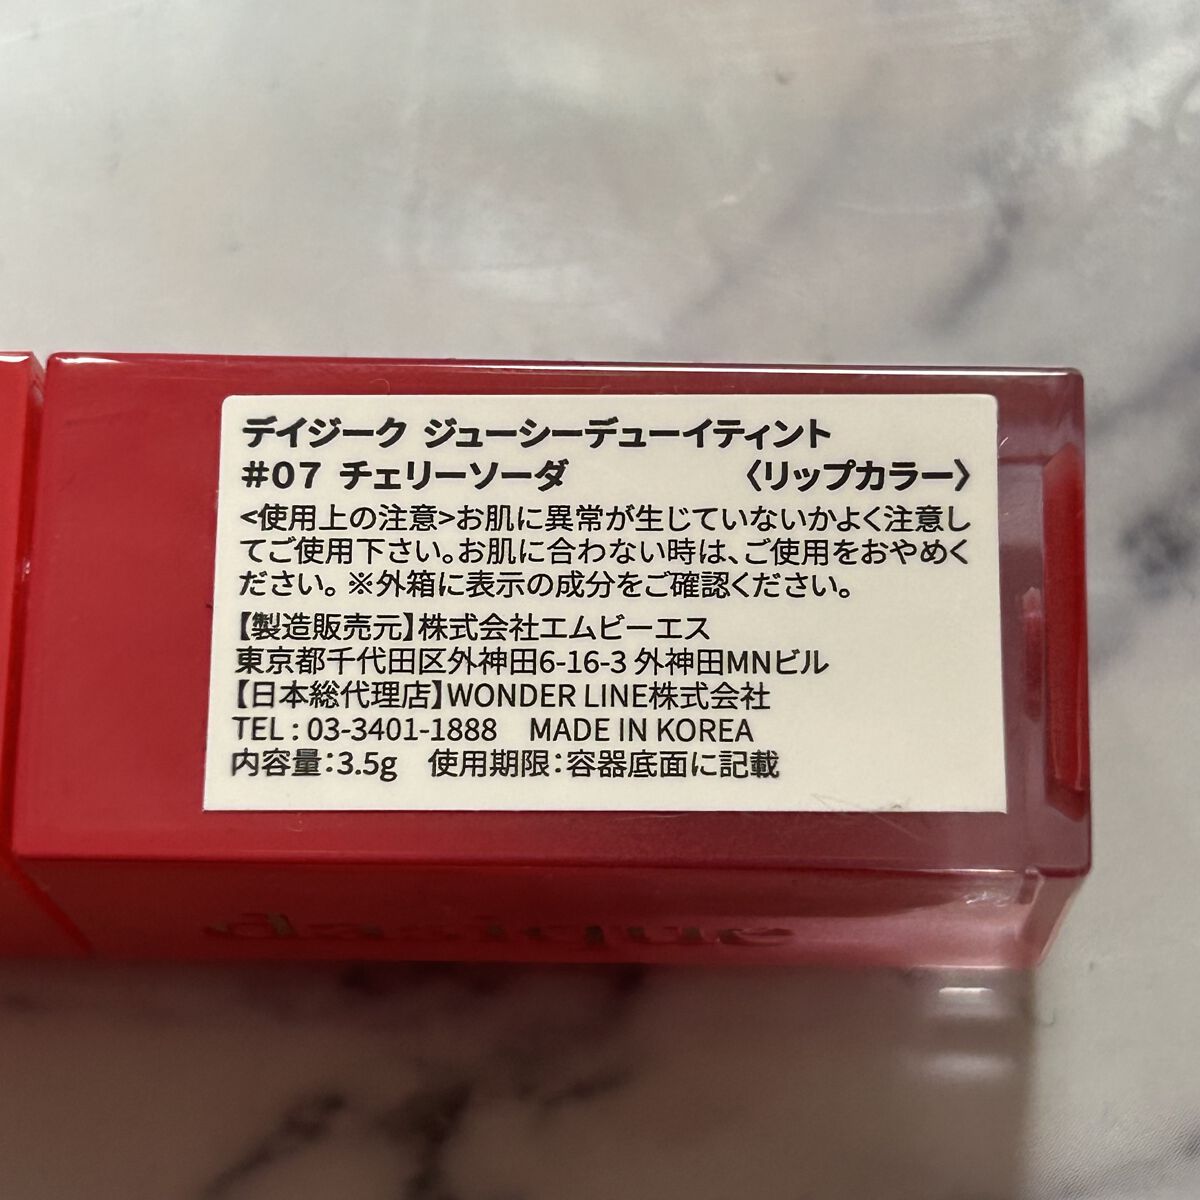 デイジーク ジューシーデューイティント
#07 チェリーソーダ 〈リップカラー〉
<使用上の注意>お肌に異常が生じていないかよく注意し
てご使用下さい。お肌に合わない時は、ご使用をおやめく
ださい。※外箱に表示の成分をご確認ください。
【製造販売元】株式会社エムビーエス
東京都千代田区外神田6-16-3 外神田MNビル
【日本総代理店】WONDER LINE株式会社
TEL : 03-3401-1888 MADE IN KOREA
内容量:3.5g 使用期限:容器底面に記載
dasique